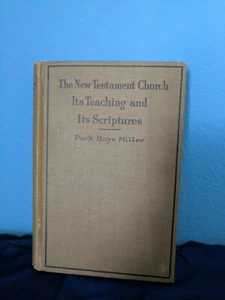 The New Testament Church
Its Teaching and
Its Scriptures
Park Hays Miller